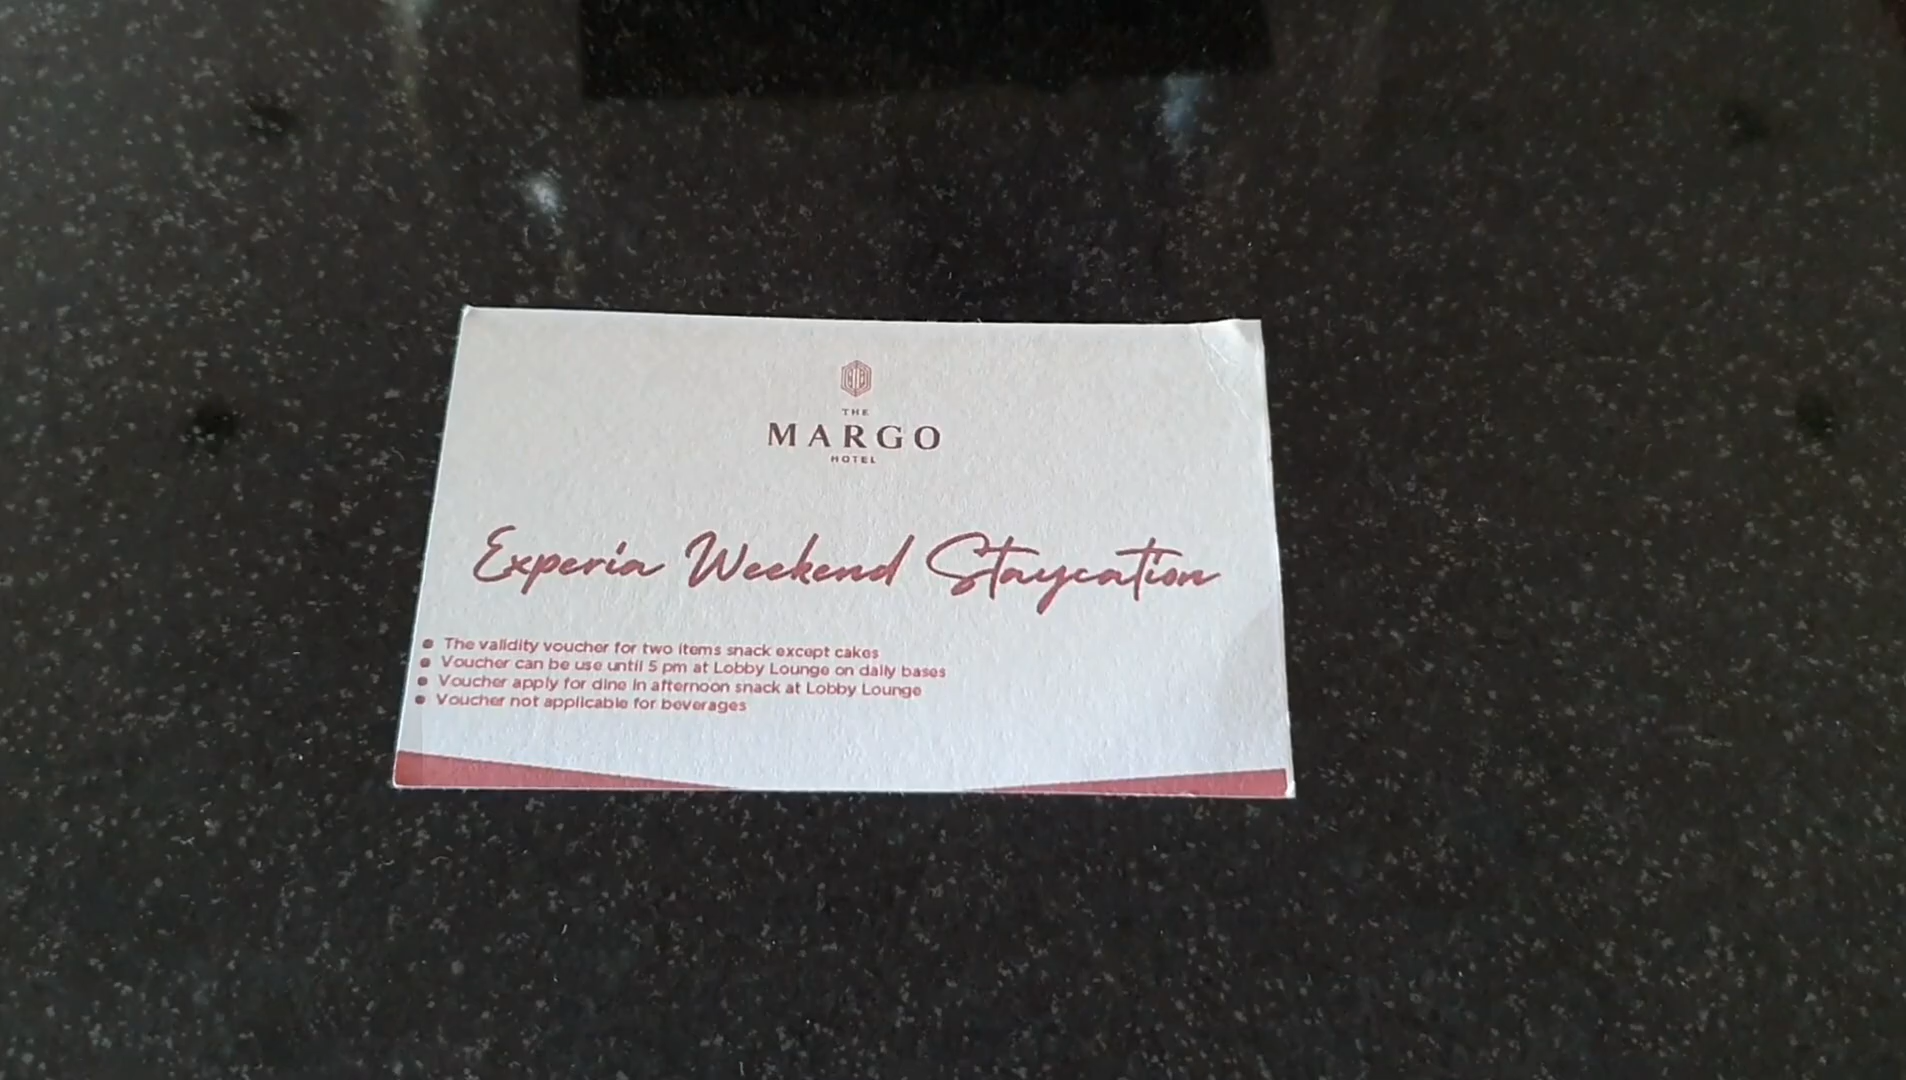 THE
MARGO
HOTEL
Experia Weekend Staycation
The validity voucher for two items snack except cakes
Voucher can be use until 5 pm at Lobby Lounge on daily bases
Voucher apply for dine in afternoon snack at Lobby Lounge
Voucher not applicable for beverages